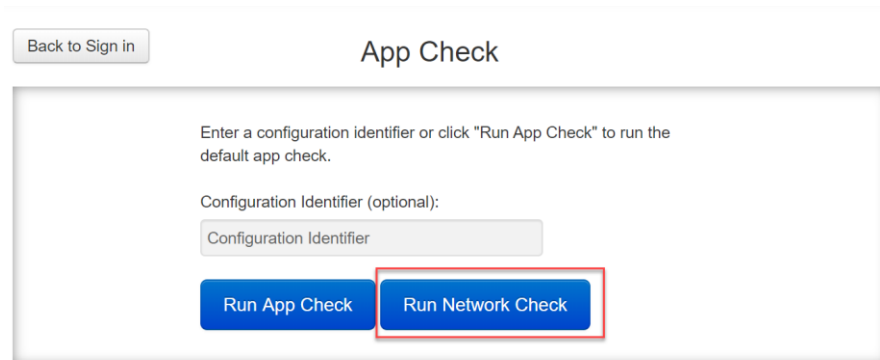 Back to Sign in
App Check
Enter a configuration identifier or click "Run App Check" to run the
default app check.
Configuration Identifier (optional):
Configuration Identifier
Run App Check
Run Network Check